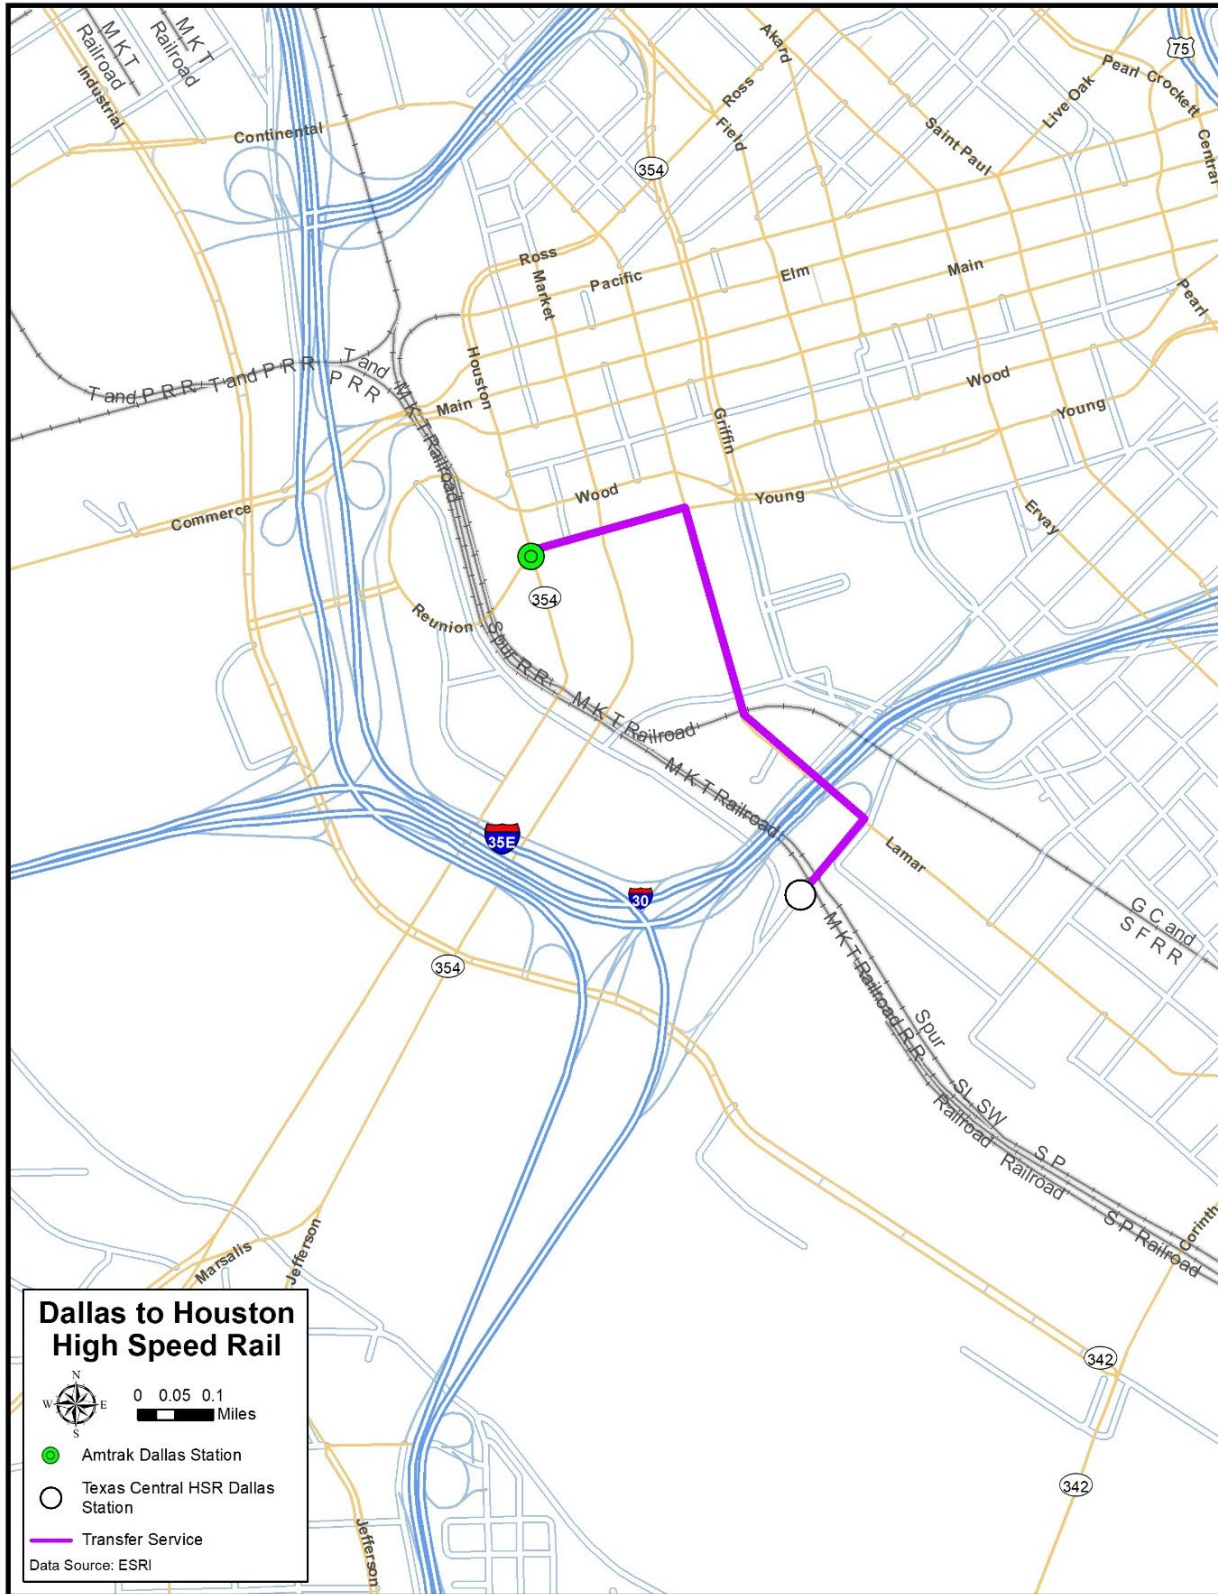 M K T
Railroad
M K T
Railroad
Akard
75
Pearl
Crockett
Industrial
Ross
Live Oak
Continental
Field
Saint Paul
Central
354
Ross
Market
Pacific
Elm
Main
Pearl
Houston
T and P R R
T and P R R
T and
P R R
M K T Railroad
Main
Wood
Young
Griffin
Wood
Young
Commerce
Ervay
354
Reunion
Spur R R
M K T Railroad
M K T Railroad
35E
30
Lamar
G C and
S F R R
354
M K T Railroad R R
Spur
S L SW
Railroad
S P
Railroad
S P Railroad
Corinth
Marsalis
Jefferson
342
342
Jefferson
Dallas to Houston
High Speed Rail
N
W E
S
0 0.05 0.1
Miles
Amtrak Dallas Station
Texas Central HSR Dallas
Station
Transfer Service
Data Source: ESRI